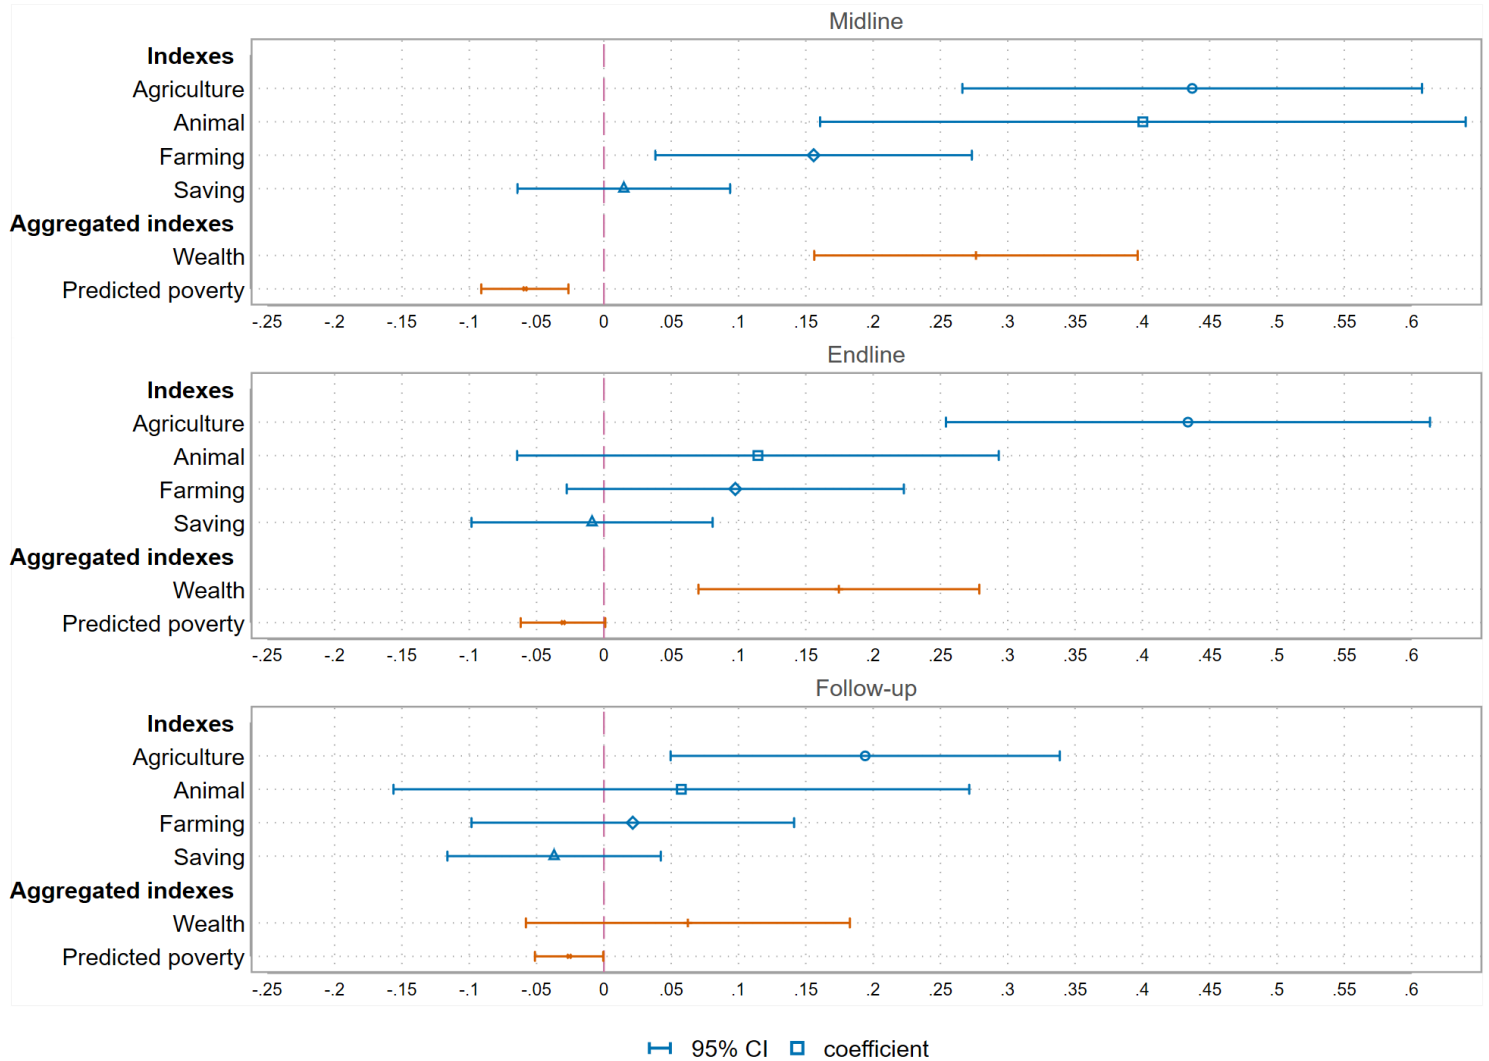 Midline
Indexes
Agriculture
Animal
Farming
Saving
Aggregated indexes
Wealth
Predicted poverty
-.25 -.2 -.15 -.1 -.05 0 .05 .1 .15 .2 .25 .3 .35 .4 .45 .5 .55 .6
Endline
Indexes
Agriculture
Animal
Farming
Saving
Aggregated indexes
Wealth
Predicted poverty
-.25 -.2 -.15 -.1 -.05 0 .05 .1 .15 .2 .25 .3 .35 .4 .45 .5 .55 .6
Follow-up
Indexes
Agriculture
Animal
Farming
Saving
Aggregated indexes
Wealth
Predicted poverty
-.25 -.2 -.15 -.1 -.05 0 .05 .1 .15 .2 .25 .3 .35 .4 .45 .5 .55 .6
95% CI coefficient